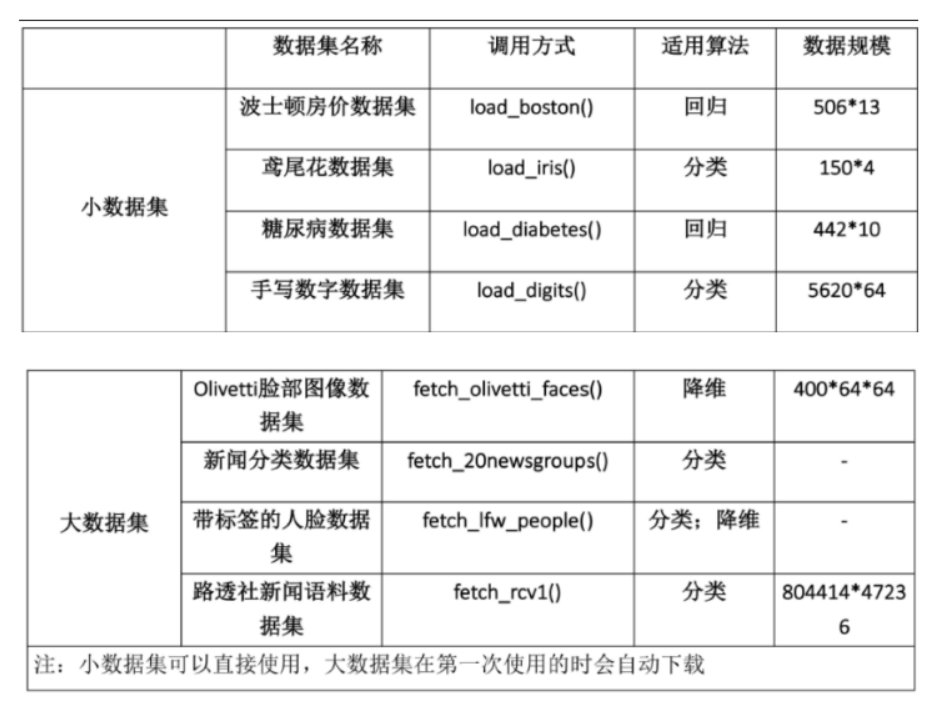 数据集名称 调用方式 适用算法 数据规模
波士顿房价数据集 load_boston() 回归 506*13
鸢尾花数据集 load_iris() 分类 150*4
小数据集
糖尿病数据集 load_diabetes() 回归 442*10
手写数字数据集 load_digits() 分类 5620*64
Olivetti脸部图像数 fetch_olivetti_faces() 降维 400*64*64
据集
新闻分类数据集 fetch_20newsgroups() 分类 -
大数据集
带标签的人脸数据 fetch_lfw_people() 分类；降维 -
集
路透社新闻语料数 fetch_rcv1() 分类 804414*4723
据集 6
注：小数据集可以直接使用，大数据集在第一次使用的时会自动下载